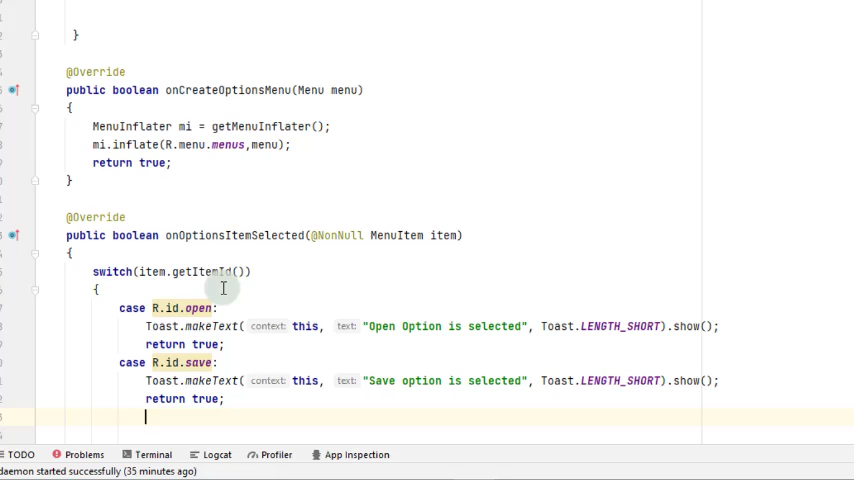 }
@Override
public boolean onCreateOptionsMenu(Menu menu)
{
MenuInflater mi = getMenuInflater();
mi.inflate(R.menu.menus,menu);
return true;
}
@Override
public boolean onOptionsItemSelected(@NonNull MenuItem item)
{
switch(item.getItemId())
{
case R.id.open:
Toast.makeText( context: this, text: "Open Option is selected", Toast.LENGTH_SHORT).show();
return true;
case R.id.save:
Toast.makeText( context: this, text: "Save option is selected", Toast.LENGTH_SHORT).show();
return true;
TODO Problems Terminal Logcat Profiler App Inspection
daemon started successfully (35 minutes ago)